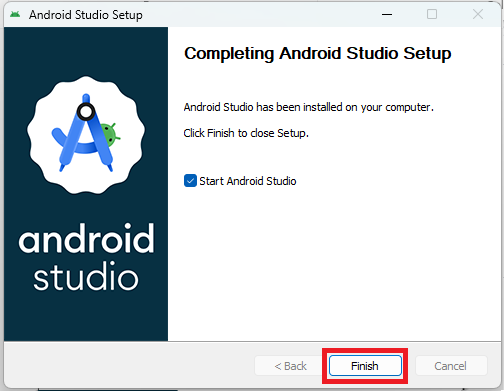 Android Studio Setup
Completing Android Studio Setup
Android Studio has been installed on your computer.
Click Finish to close Setup.
Start Android Studio
android
studio
< Back
Finish
Cancel